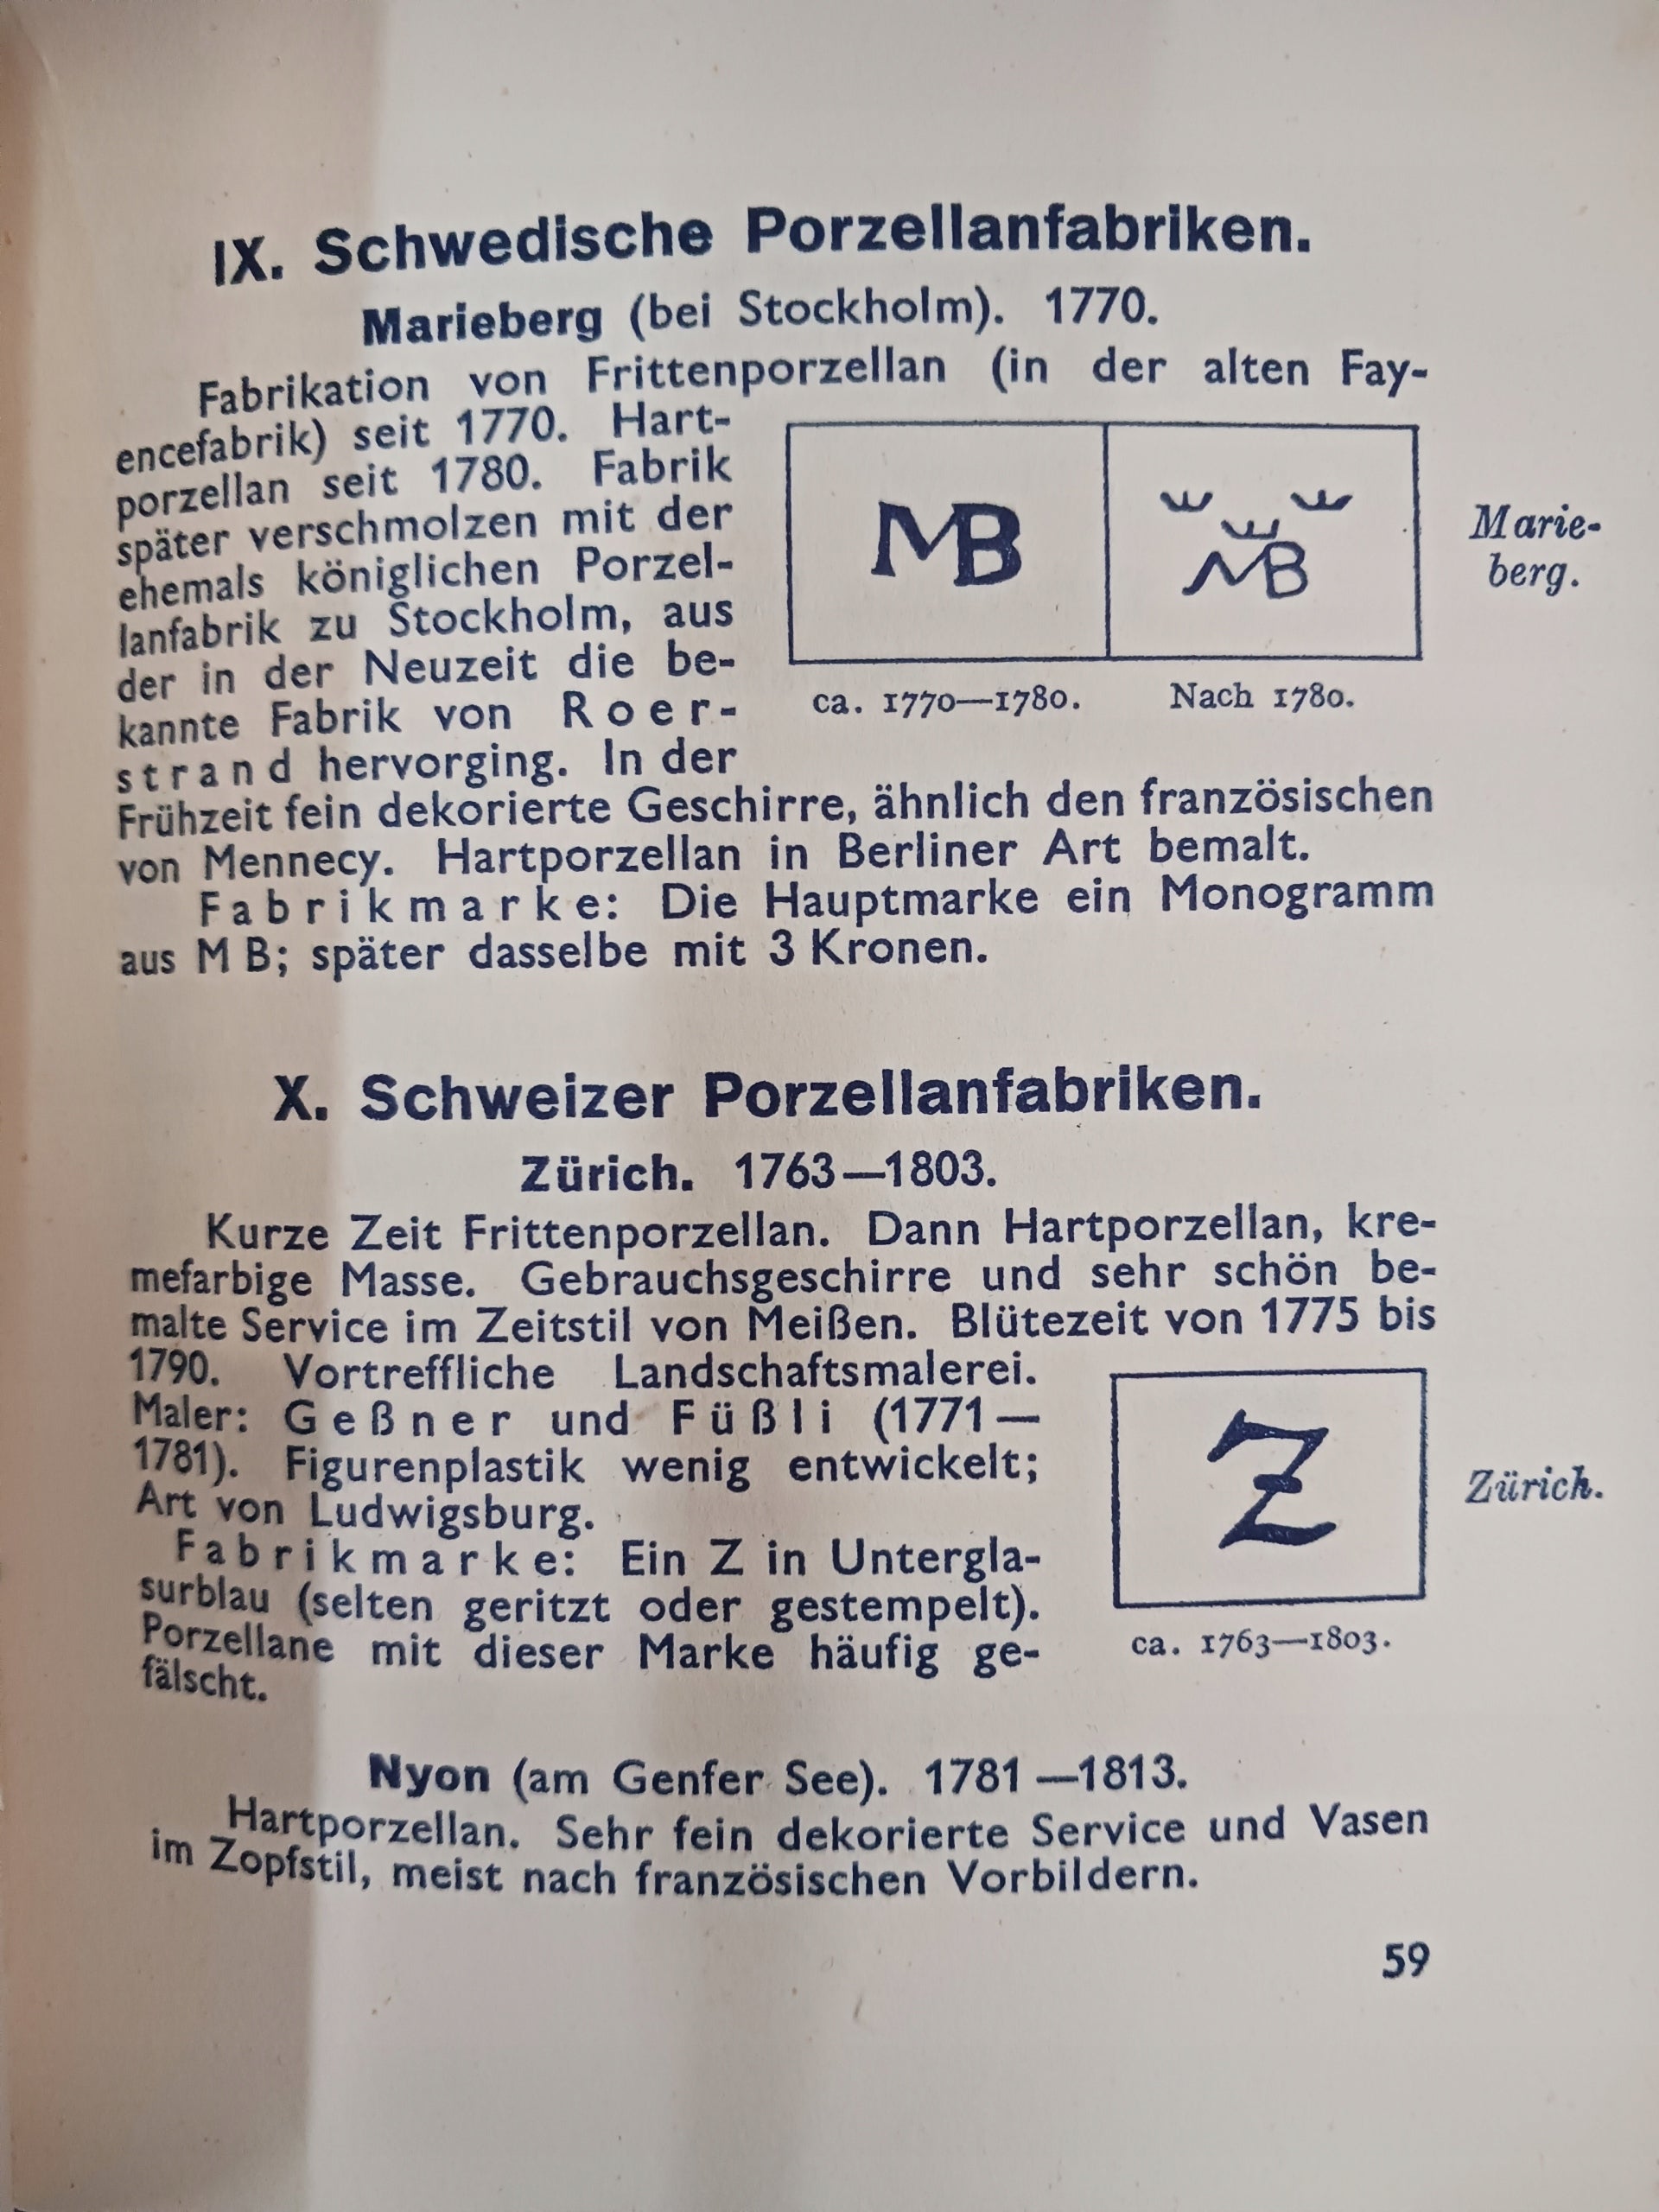 IX. Schwedische Porzellanfabriken.
Marieberg (bei Stockholm). 1770.
Fabrikation von Frittenporzellan (in der alten Fay-
encefabrik) seit 1770. Hart-
porzellan seit 1780. Fabrik
später verschmolzen mit der
ehemals königlichen Porzel-
lanfabrik zu Stockholm, aus
der in der Neuzeit die be-
kannte Fabrik von Roer-
strand hervorging. In der
MB
MB
Marie-
berg.
ca. 1770—1780.
Nach 1780.
Frühzeit fein dekorierte Geschirre, ähnlich den französischen
von Mennecy. Hartporzellan in Berliner Art bemalt.
Fabrikmarke: Die Hauptmarke ein Monogramm
aus M B; später dasselbe mit 3 Kronen.
X. Schweizer Porzellanfabriken.
Zürich. 1763—1803.
Kurze Zeit Frittenporzellan. Dann Hartporzellan, kre-
mefarbige Masse. Gebrauchsgeschirre und sehr schön be-
malte Service im Zeitstil von Meißen. Blütezeit von 1775 bis
1790. Vortreffliche Landschaftsmalerei.
Maler: Geßner und Füßli (1771—
1781). Figurenplastik wenig entwickelt;
Art von Ludwigsburg.
Fabrikmarke: Ein Z in Untergla-
surblau (selten geritzt oder gestempelt).
Porzellane mit dieser Marke häufig ge-
fälscht.
Z
Zürich.
ca. 1763—1803.
Nyon (am Genfer See). 1781—1813.
Hartporzellan. Sehr fein dekorierte Service und Vasen
im Zopfstil, meist nach französischen Vorbildern.
59